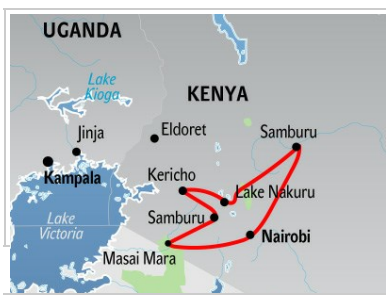 UGANDA
Lake
Kioga
KENYA
Jinja
Eldoret
Samburu
Kampala
Kericho
Lake Nakuru
Samburu
Lake
Victoria
Nairobi
Masai Mara